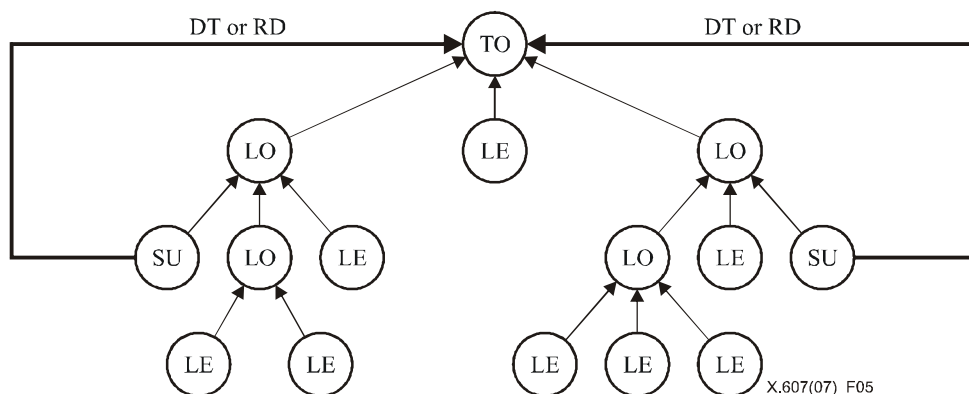 DT or RD TO DT or RD
LO LE LO
SU LO LE LO LE SU
LE LE LE LE LE
X.607(07)_F05